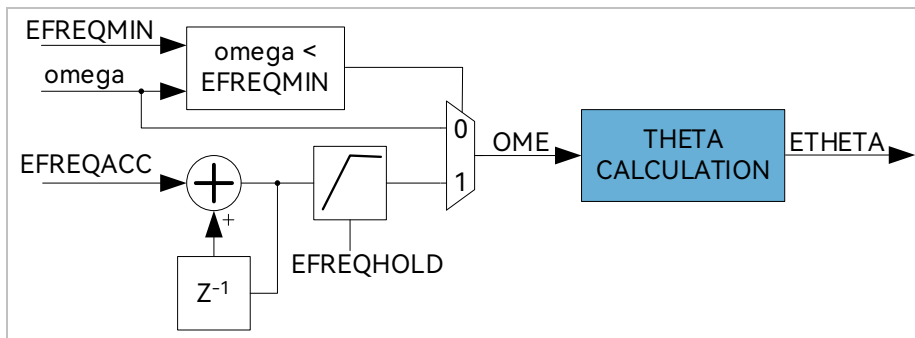 EFREQMIN
omega
omega <
EFREQMIN
0
1
OME
THETA
CALCULATION
ETHETA
EFREQACC
+
+
EFREQHOLD
Z⁻¹